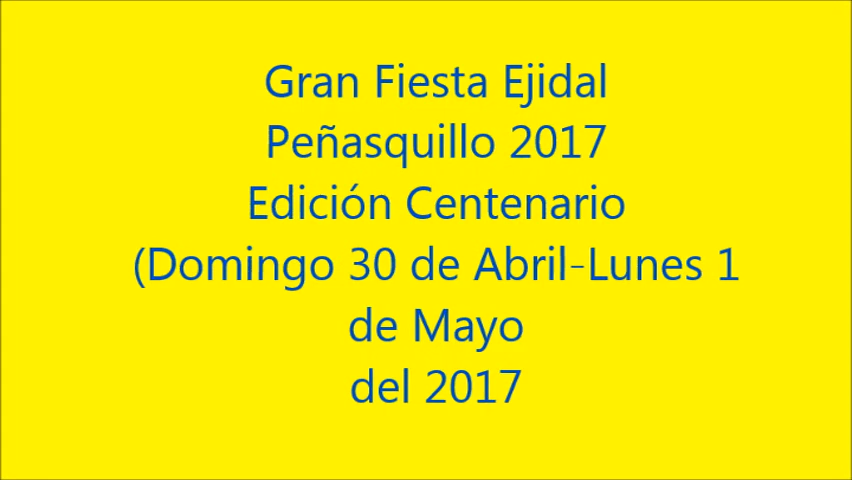 Gran Fiesta Ejidal
Peñasquillo 2017
Edición Centenario
(Domingo 30 de Abril-Lunes 1
de Mayo
del 2017